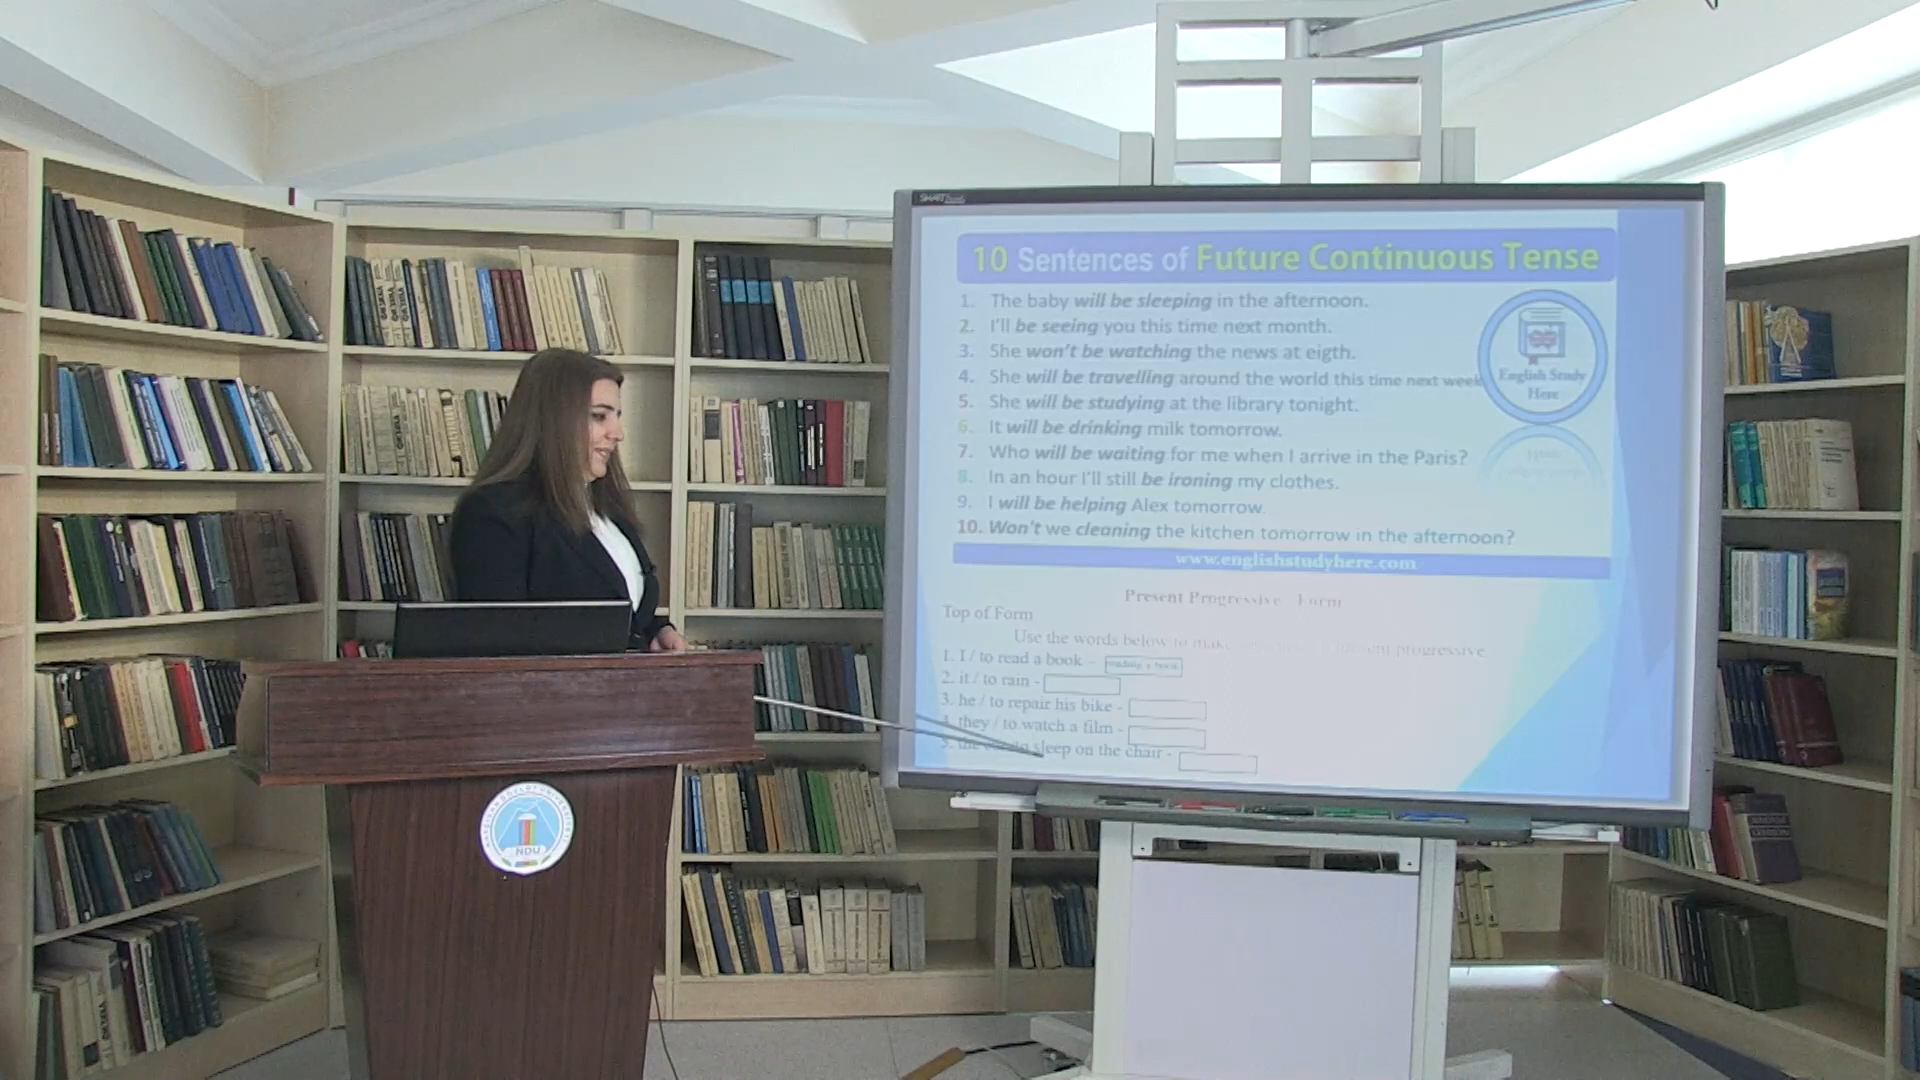 SMART
10 Sentences of Future Continuous Tense
1. The baby will be sleeping in the afternoon.
2. I'll be seeing you this time next month.
3. She won't be watching the news at eigth.
4. She will be travelling around the world this time next week
5. She will be studying at the library tonight.
6. It will be drinking milk tomorrow.
7. Who will be waiting for me when I arrive in the Paris?
8. In an hour I'll still be ironing my clothes.
9. I will be helping Alex tomorrow.
10. Won't we cleaning the kitchen tomorrow in the afternoon?
English Study
Here
www.englishstudyhere.com
Present Progressive Form
Top of Form
Use the words below to make present progressive
1. I / to read a book -
2. it / to rain -
3. he / to repair his bike -
4. they / to watch a film -
5. the sleep on the chair -
NDU